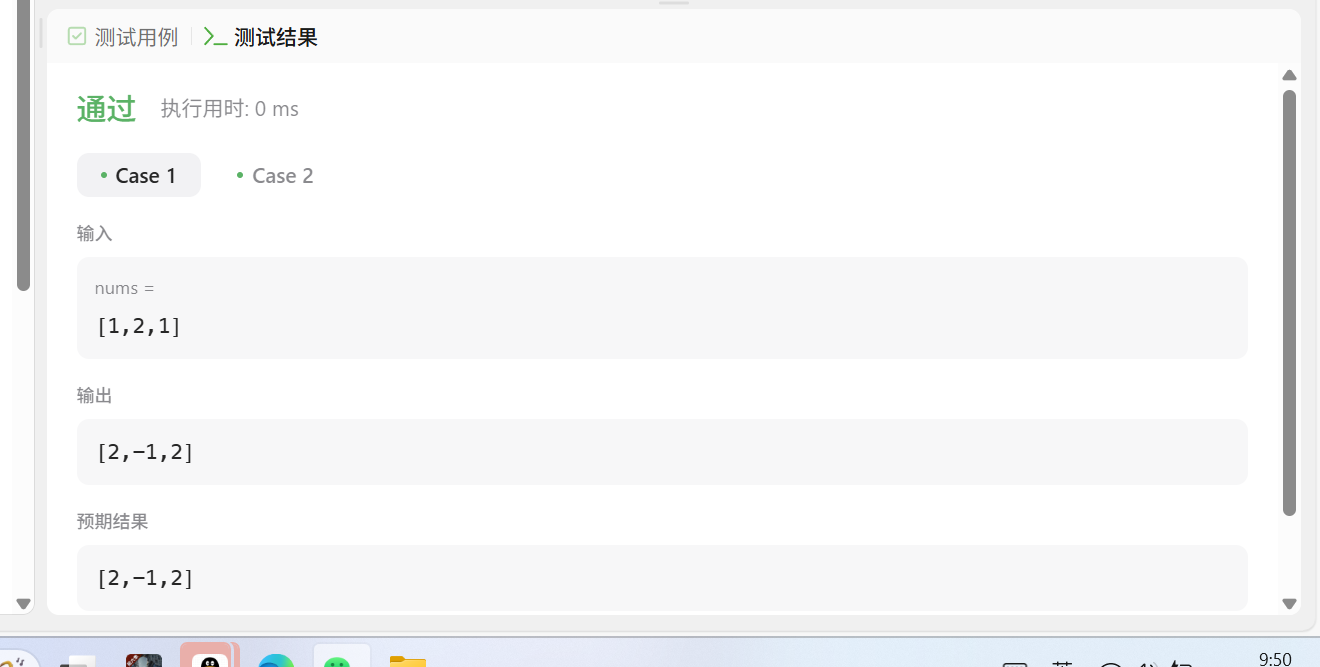 测试用例 测试结果
通过 执行用时: 0 ms
Case 1 Case 2
输入
nums =
[1,2,1]
输出
[2,-1,2]
预期结果
[2,-1,2]
英 9:50